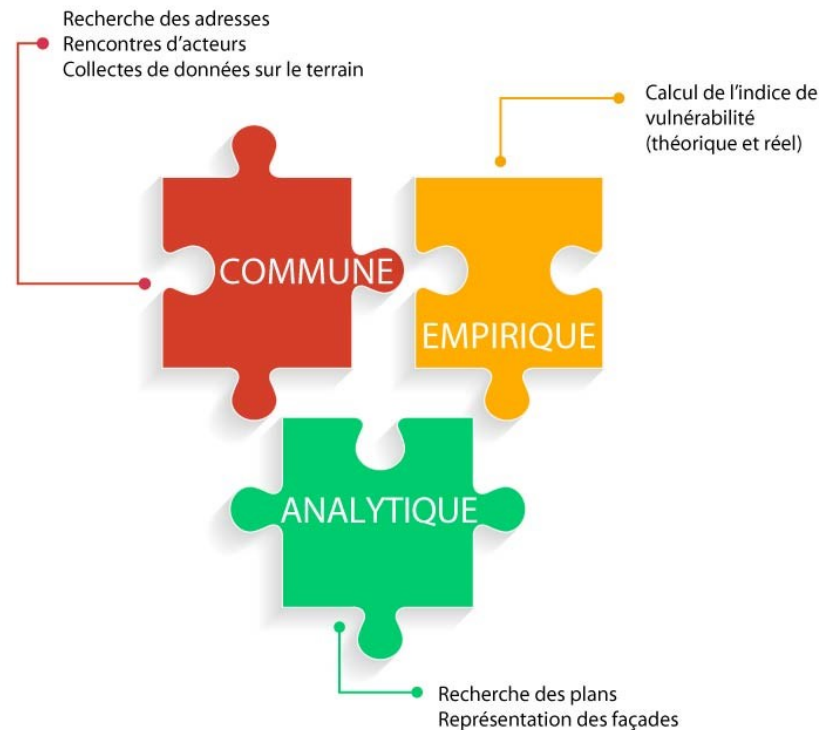 Recherche des adresses
Rencontres d'acteurs
Collectes de données sur le terrain
Calcul de l'indice de
vulnérabilité
(théorique et réel)
COMMUNE
EMPIRIQUE
ANALYTIQUE
Recherche des plans
Représentation des façades